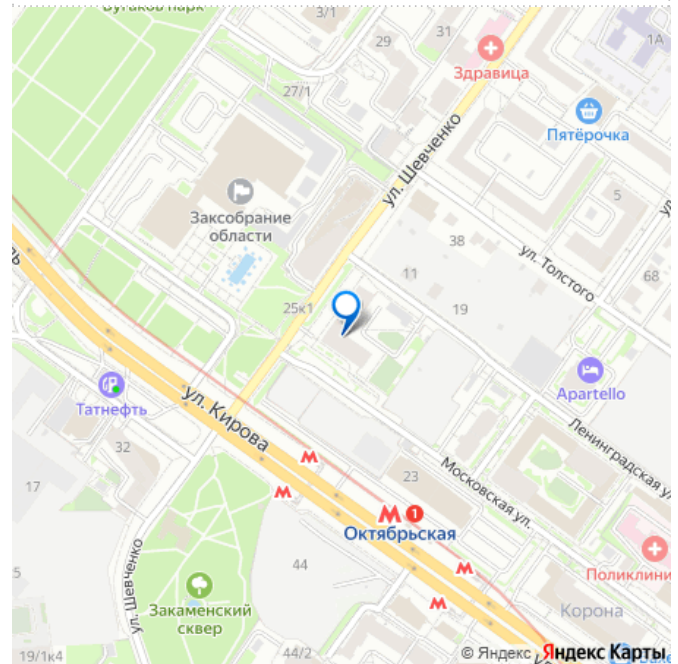 Бугаков парк
3/1
29
31
1А
Здравица
27/1
Пятёрочка
ул. Шевченко
Заксобрание
области
5
38
ул. Толстого
11
68
25к1
19
Apartello
Татнефть
ул. Кирова
Ленинградская ул.
32
23
Московская ул.
17
М
М 1
Октябрьская
Поликлини
М
44
ул. Шевченко
5
Закаменский
сквер
М
Корона
19/1к4
44/2
© Яндекс Яндекс Карты